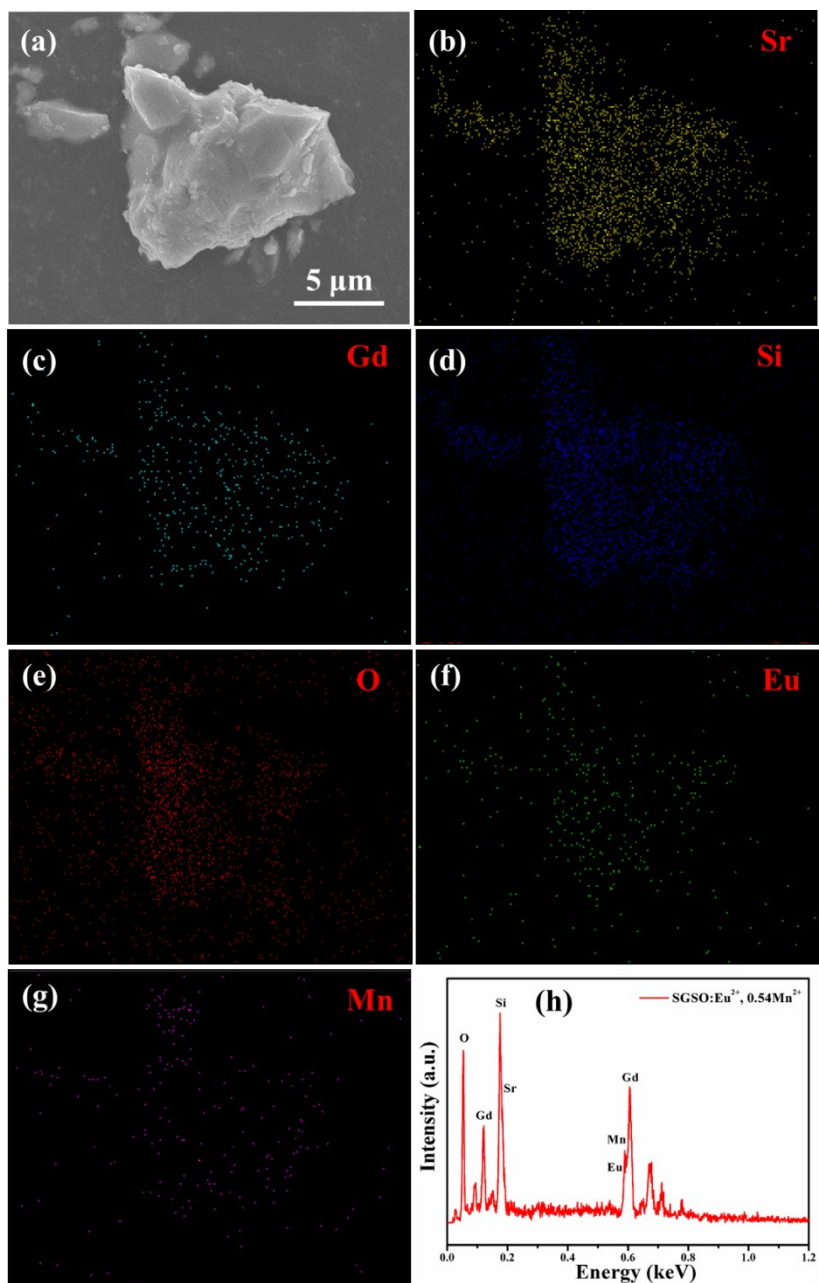 (a)
5 μm
(b)
Sr
(c)
Gd
(d)
Si
(e)
O
(f)
Eu
(g)
Mn
(h)
SGSO:Eu²⁺, 0.54Mn²⁺
Si
O
Sr
Gd
Gd
Mn
Eu
Intensity (a.u.)
0.0 0.2 0.4 0.6 0.8 1.0 1.2
Energy (keV)